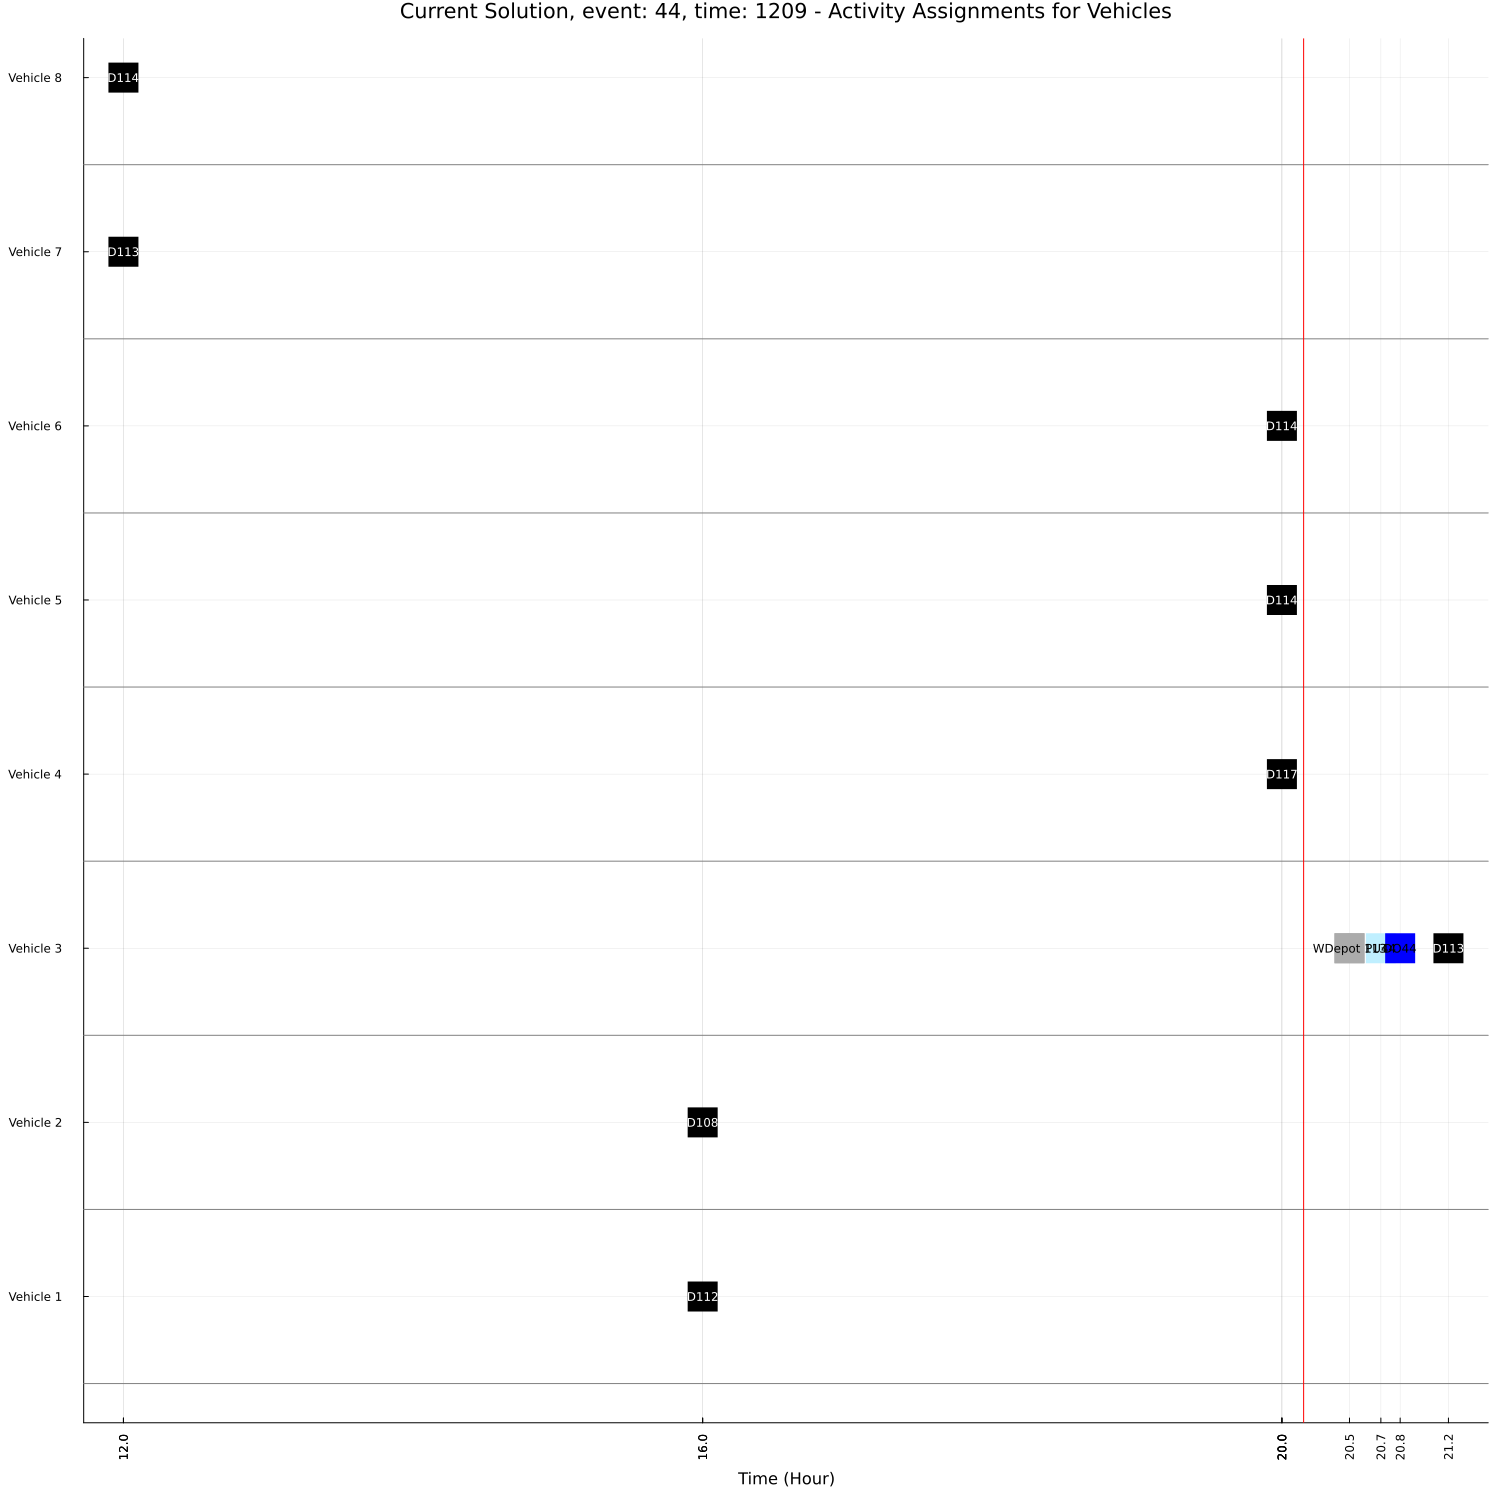 Current Solution, event: 44, time: 1209 - Activity Assignments for Vehicles
Vehicle 8
D114
Vehicle 7
D113
Vehicle 6
D114
Vehicle 5
D114
Vehicle 4
D117
Vehicle 3
WDepot
D113
Vehicle 2
D108
Vehicle 1
D112
12.0
16.0
20.0
20.5
20.7
20.8
21.2
Time (Hour)